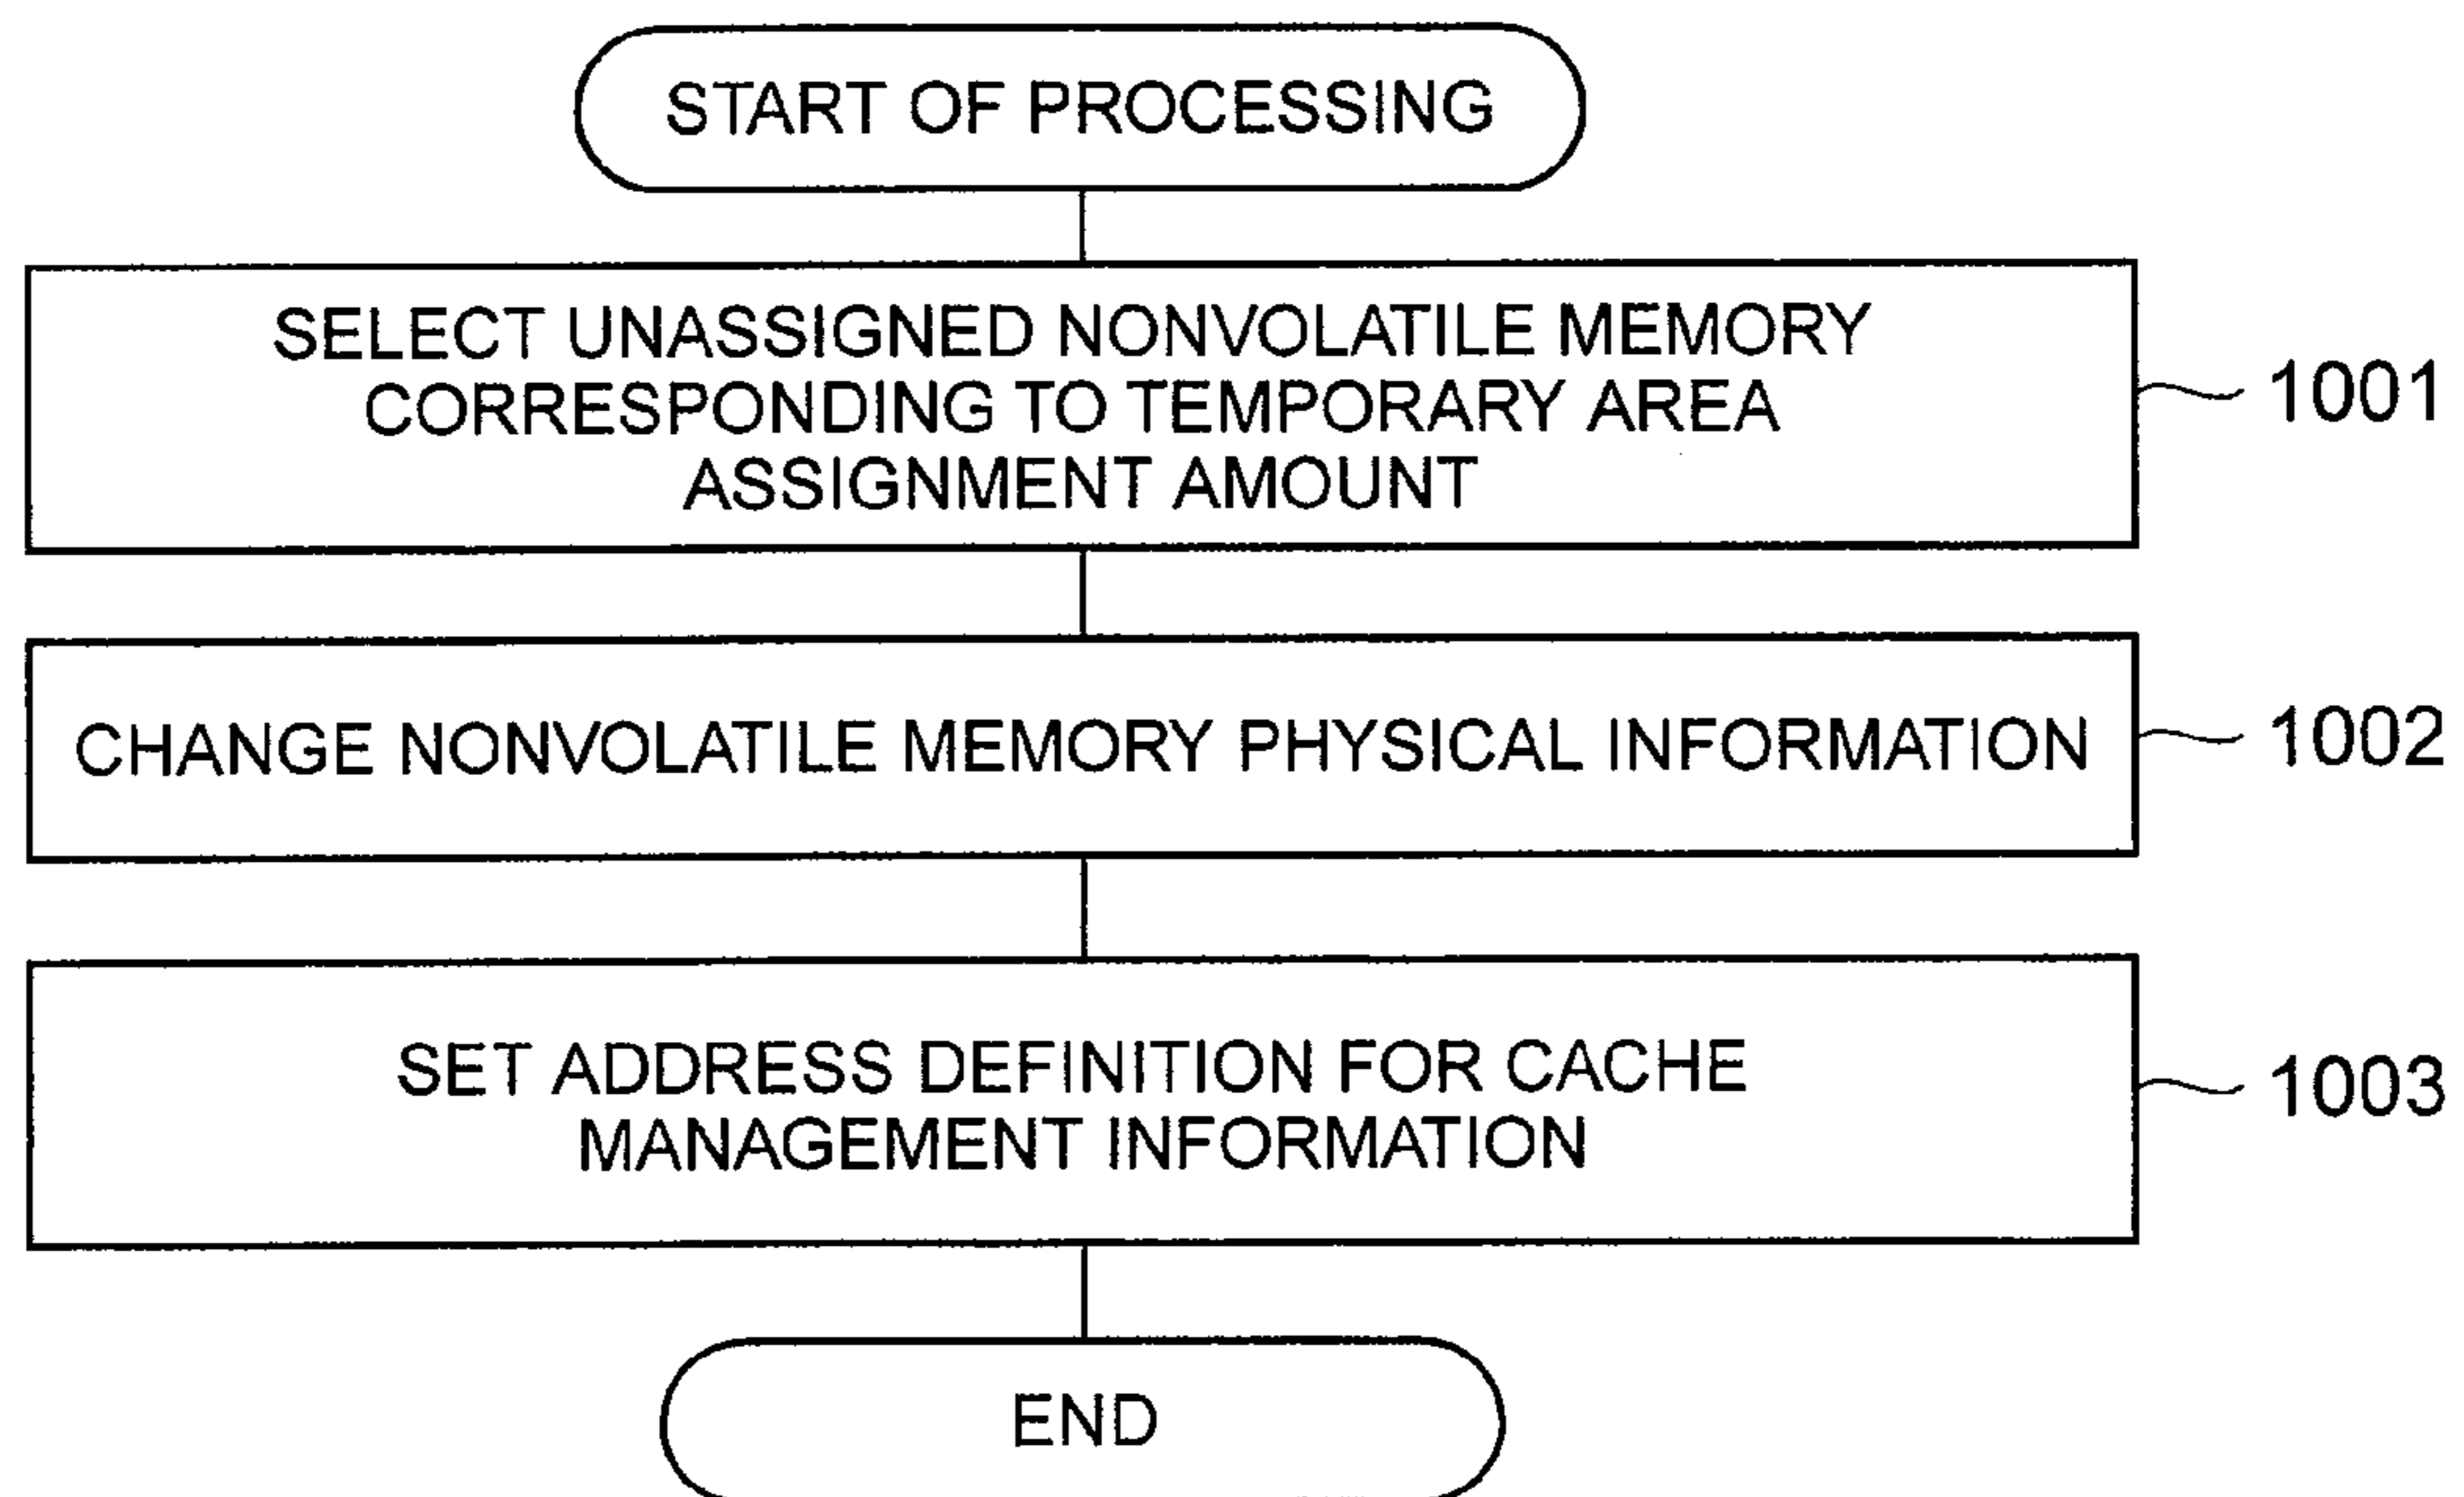 START OF PROCESSING
SELECT UNASSIGNED NONVOLATILE MEMORY
CORRESPONDING TO TEMPORARY AREA
ASSIGNMENT AMOUNT
1001
CHANGE NONVOLATILE MEMORY PHYSICAL INFORMATION
1002
SET ADDRESS DEFINITION FOR CACHE
MANAGEMENT INFORMATION
1003
END